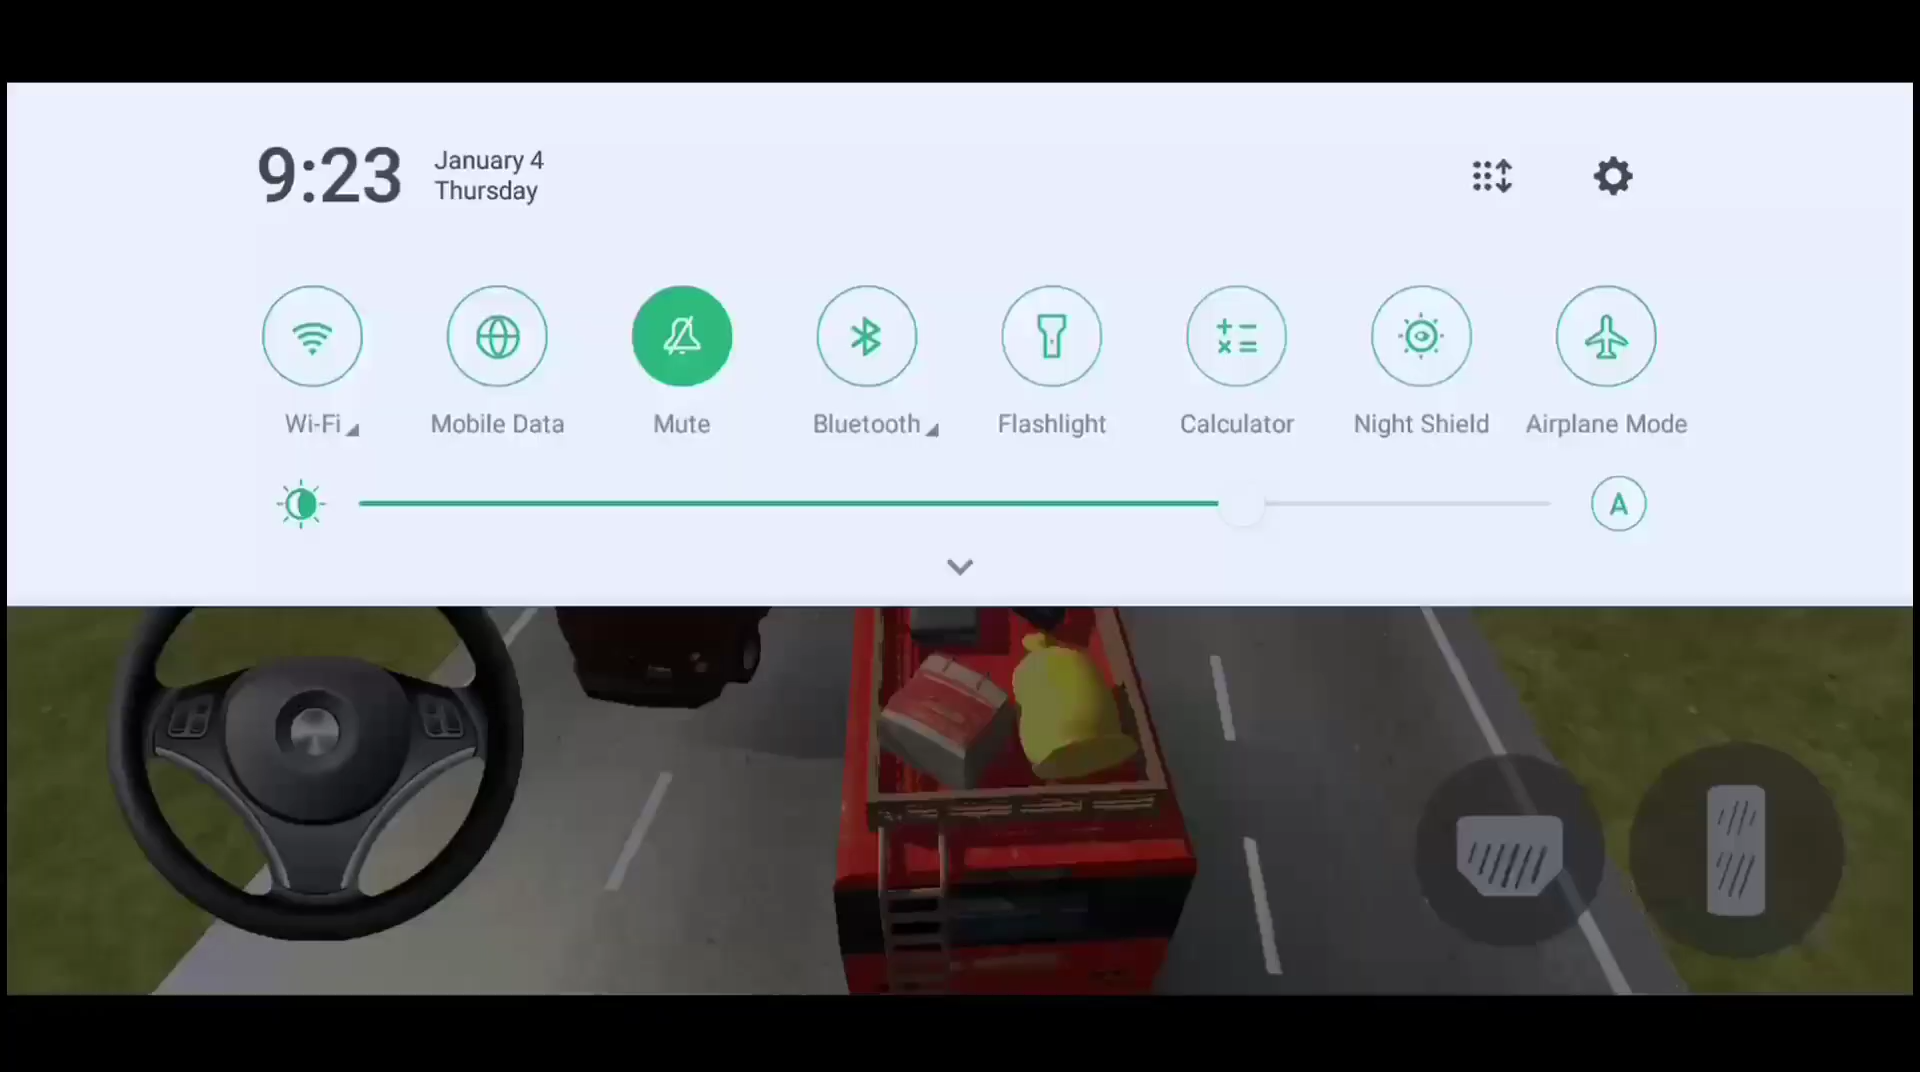 9:23
January 4
Thursday
Wi-Fi
Mobile Data
Mute
Bluetooth
Flashlight
Calculator
Night Shield
Airplane Mode
A